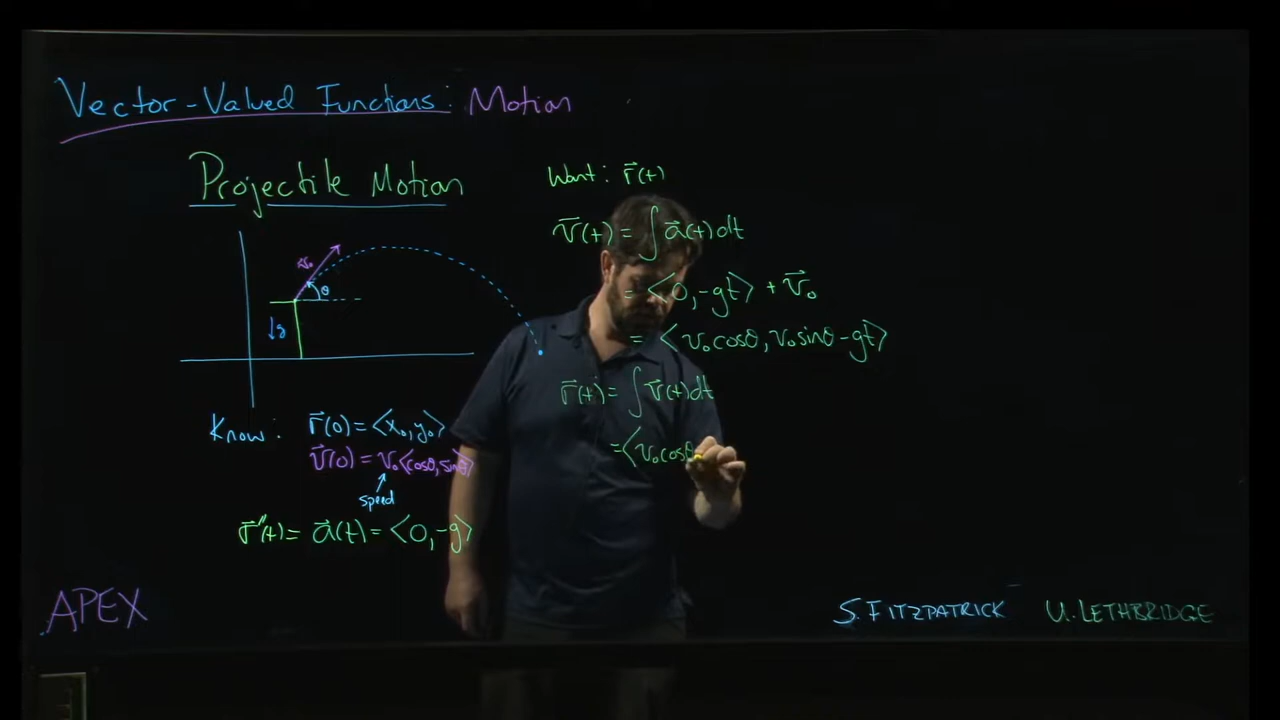 Vector-Valued Functions: Motion
Projectile Motion
v⃗₀
θ
↓g
Know: r⃗(0) = ⟨x₀, y₀⟩
v⃗(0) = v₀⟨cosθ, sinθ⟩
speed
r⃗''(t) = a⃗(t) = ⟨0, -g⟩
Want: r⃗(t)
v⃗(t) = ∫ a⃗(t) dt
= ⟨0, -gt⟩ + v⃗₀
= ⟨v₀cosθ, v₀sinθ - gt⟩
r⃗(t) = ∫ v⃗(t) dt
= ⟨v₀cosθ
APEX
S. FITZPATRICK U. LETHBRIDGE